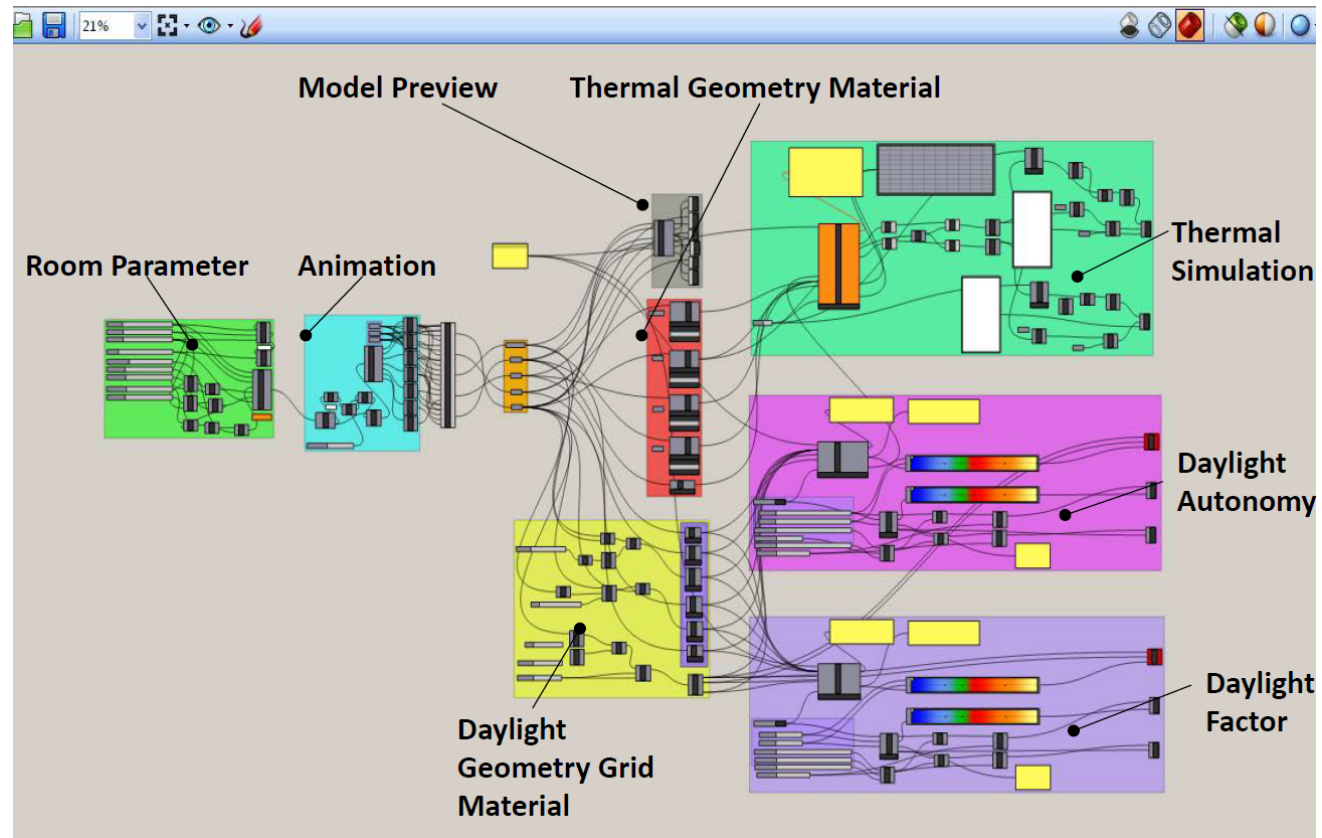 21%
Model Preview
Thermal Geometry Material
Room Parameter
Animation
Thermal
Simulation
Daylight
Autonomy
Daylight
Factor
Daylight
Geometry Grid
Material